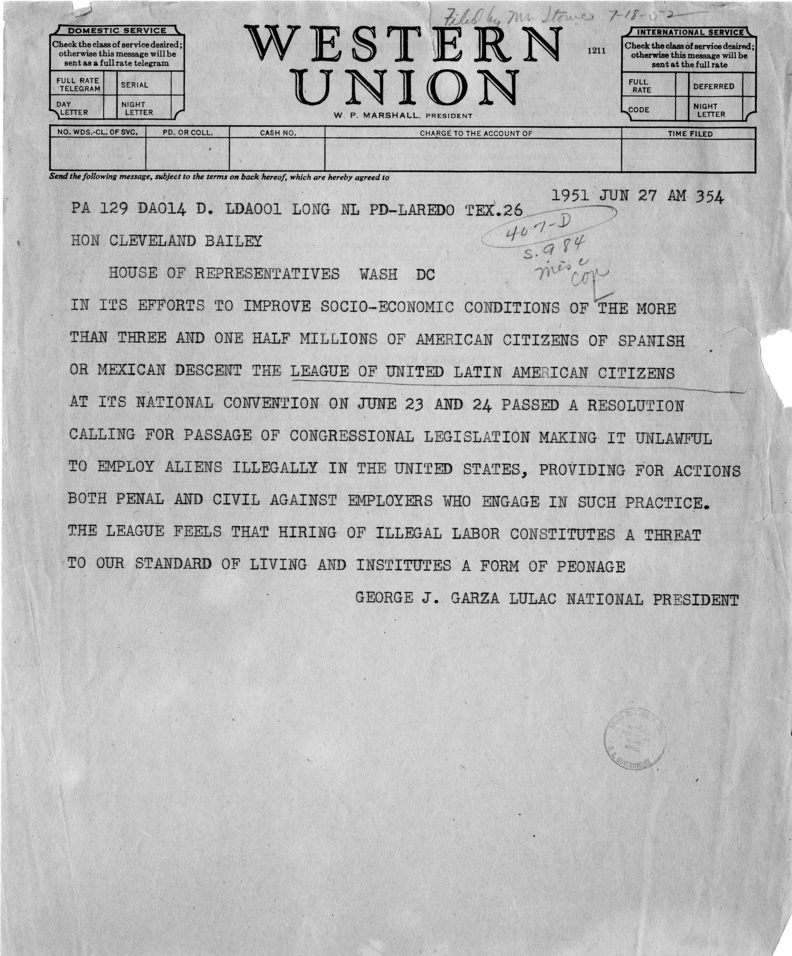 Filed by Mr Stowe 7-18-52
DOMESTIC SERVICE
Check the class of service desired;
otherwise this message will be
sent as a full rate telegram
FULL RATE TELEGRAM SERIAL
DAY LETTER NIGHT LETTER
WESTERN
UNION
1211
W. P. MARSHALL, PRESIDENT
INTERNATIONAL SERVICE
Check the class of service desired;
otherwise this message will be
sent at the full rate
FULL RATE DEFERRED
CODE NIGHT LETTER
NO. WDS.-CL. OF SVC. PD. OR COLL. CASH NO. CHARGE TO THE ACCOUNT OF TIME FILED
Send the following message, subject to the terms on back hereof, which are hereby agreed to
1951 JUN 27 AM 354
PA 129 DA014 D. LDA001 LONG NL PD-LAREDO TEX.26
407-D
HON CLEVELAND BAILEY
S. 984
misc
cop
HOUSE OF REPRESENTATIVES WASH DC
IN ITS EFFORTS TO IMPROVE SOCIO-ECONOMIC CONDITIONS OF THE MORE
THAN THREE AND ONE HALF MILLIONS OF AMERICAN CITIZENS OF SPANISH
OR MEXICAN DESCENT THE LEAGUE OF UNITED LATIN AMERICAN CITIZENS
AT ITS NATIONAL CONVENTION ON JUNE 23 AND 24 PASSED A RESOLUTION
CALLING FOR PASSAGE OF CONGRESSIONAL LEGISLATION MAKING IT UNLAWFUL
TO EMPLOY ALIENS ILLEGALLY IN THE UNITED STATES, PROVIDING FOR ACTIONS
BOTH PENAL AND CIVIL AGAINST EMPLOYERS WHO ENGAGE IN SUCH PRACTICE.
THE LEAGUE FEELS THAT HIRING OF ILLEGAL LABOR CONSTITUTES A THREAT
TO OUR STANDARD OF LIVING AND INSTITUTES A FORM OF PEONAGE
GEORGE J. GARZA LULAC NATIONAL PRESIDENT